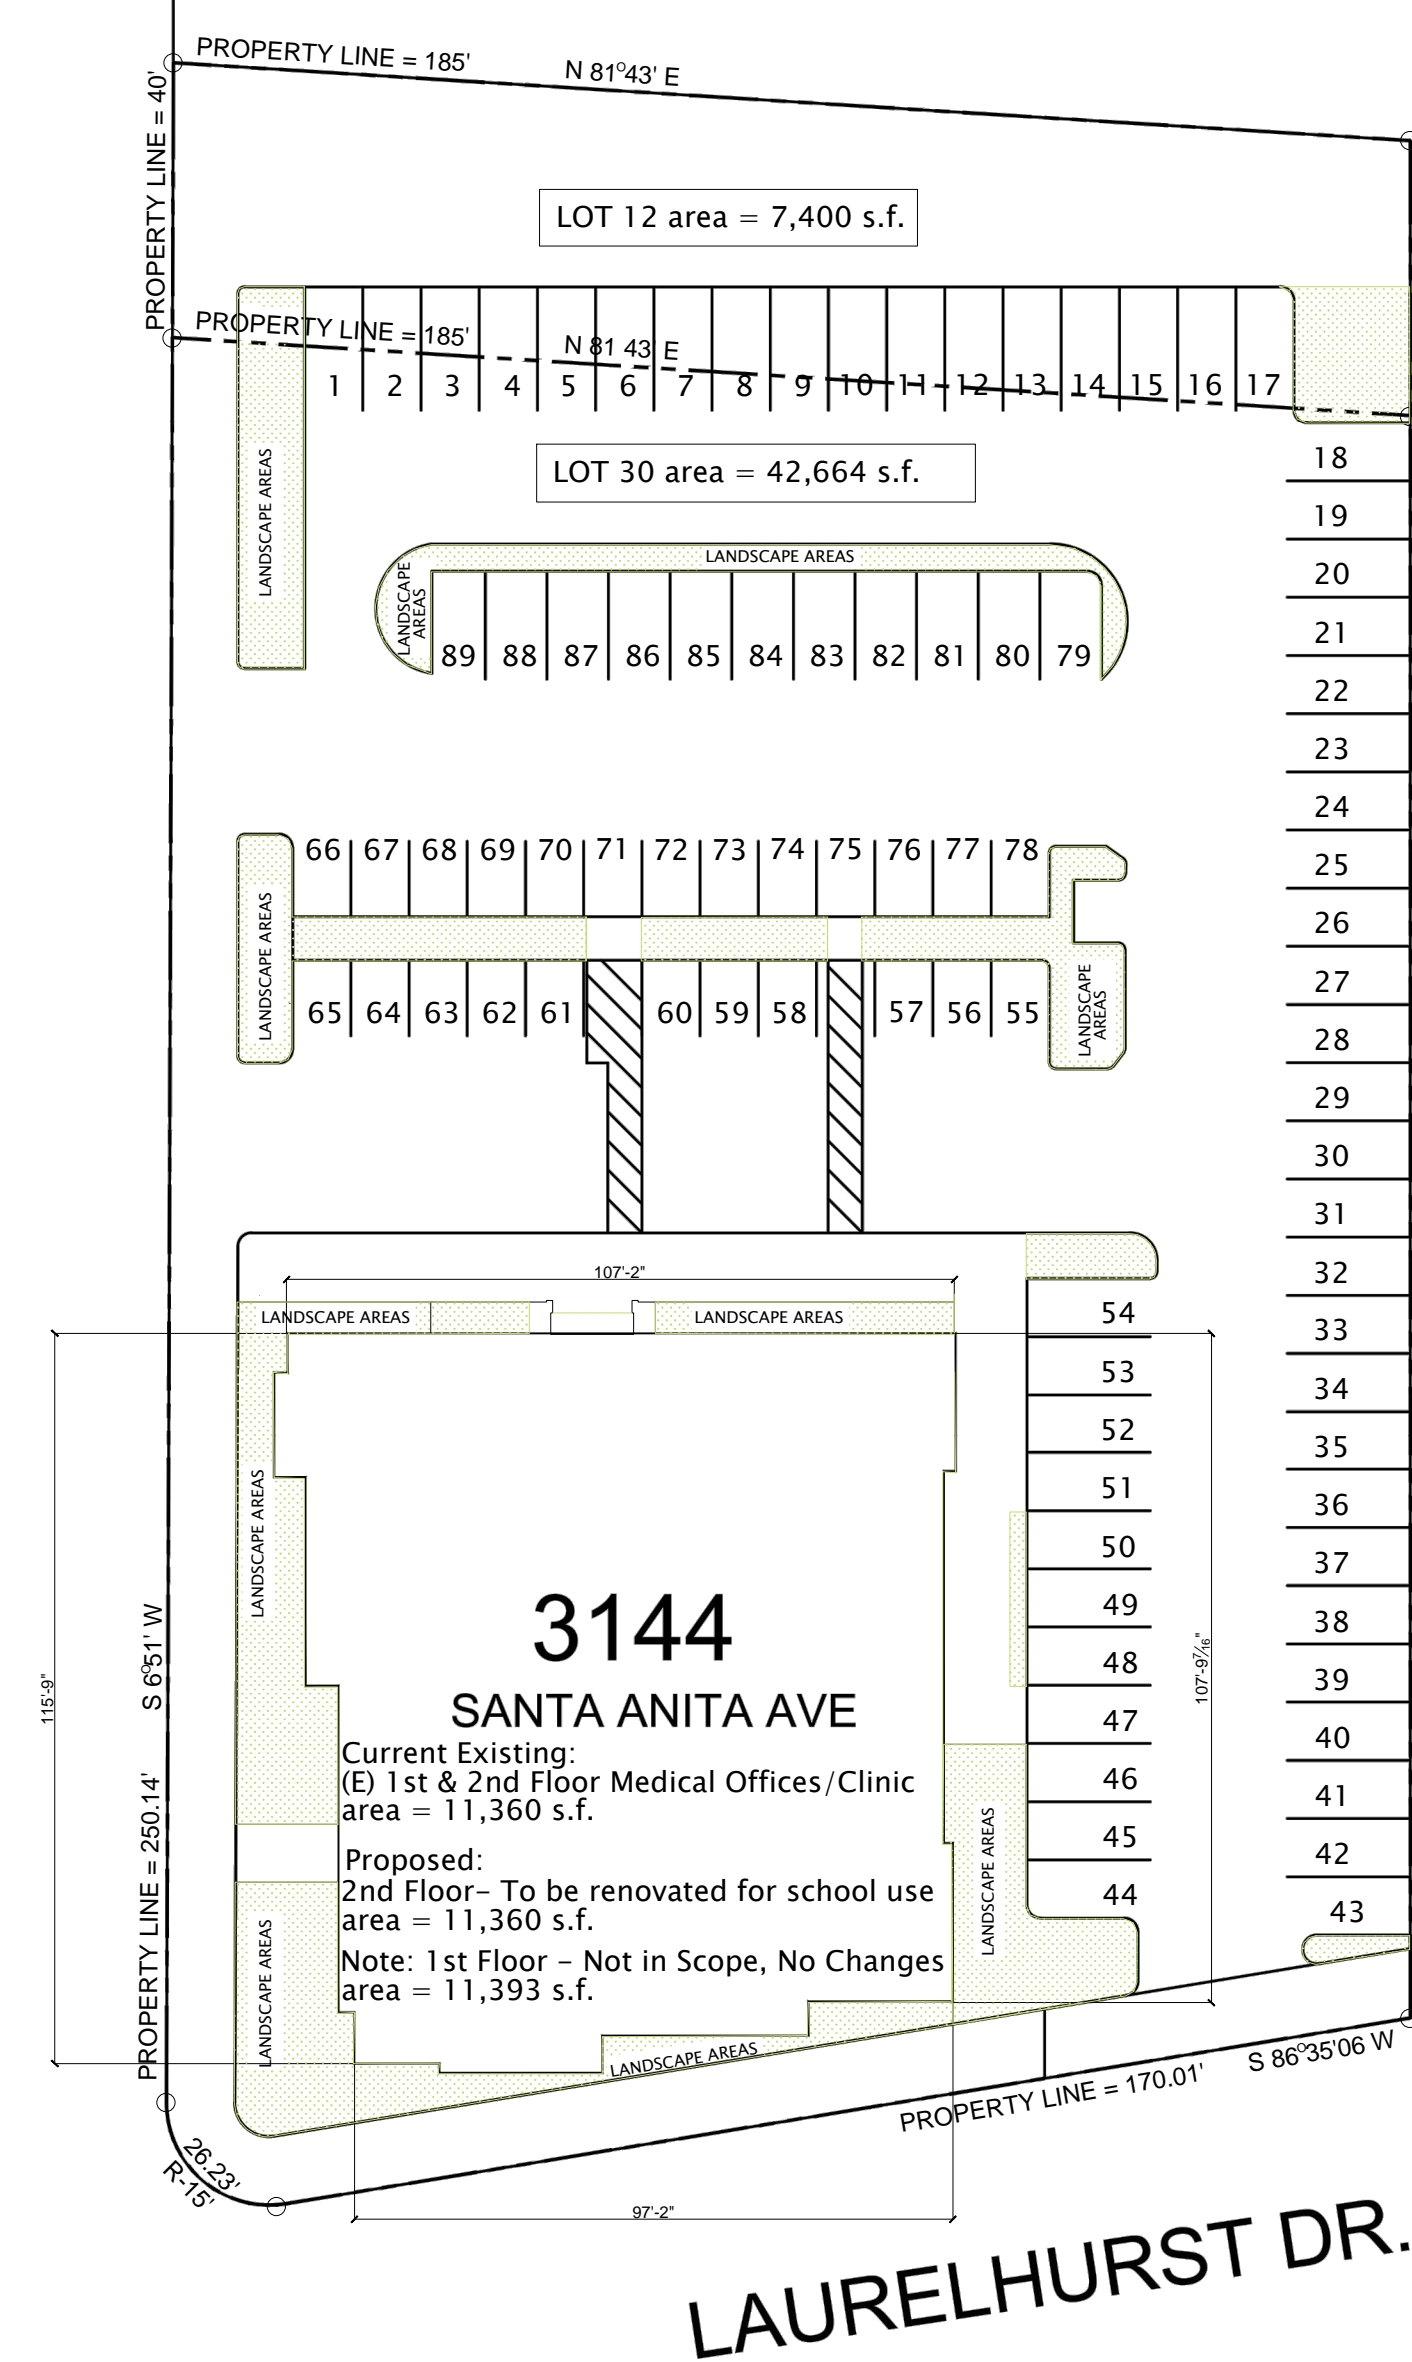 PROPERTY LINE = 185'
N 81°43' E
PROPERTY LINE = 40'
LOT 12 area = 7,400 s.f.
PROPERTY LINE = 185'
N 81 43' E
1 2 3 4 5 6 7 8 9 10 11 12 13 14 15 16 17
LOT 30 area = 42,664 s.f.
LANDSCAPE AREAS
LANDSCAPE AREAS
LANDSCAPE
AREAS
89 88 87 86 85 84 83 82 81 80 79
18
19
20
21
22
23
24
25
26
27
28
29
30
31
32
33
34
35
36
37
38
39
40
41
42
43
66 67 68 69 70 71 72 73 74 75 76 77 78
LANDSCAPE AREAS
LANDSCAPE
AREAS
65 64 63 62 61 60 59 58 57 56 55
107'-2"
LANDSCAPE AREAS
LANDSCAPE AREAS
54
53
52
51
50
49
48
47
46
45
44
LANDSCAPE AREAS
3144
SANTA ANITA AVE
Current Existing:
(E) 1st & 2nd Floor Medical Offices/Clinic
area = 11,360 s.f.
Proposed:
2nd Floor- To be renovated for school use
area = 11,360 s.f.
Note: 1st Floor - Not in Scope, No Changes
area = 11,393 s.f.
115'-9"
107'-9 7/16"
S 6°51' W
PROPERTY LINE = 250.14'
LANDSCAPE AREAS
LANDSCAPE AREAS
LANDSCAPE AREAS
S 86°35'06 W
PROPERTY LINE = 170.01'
26.23'
R-15'
97'-2"
LAURELHURST DR.